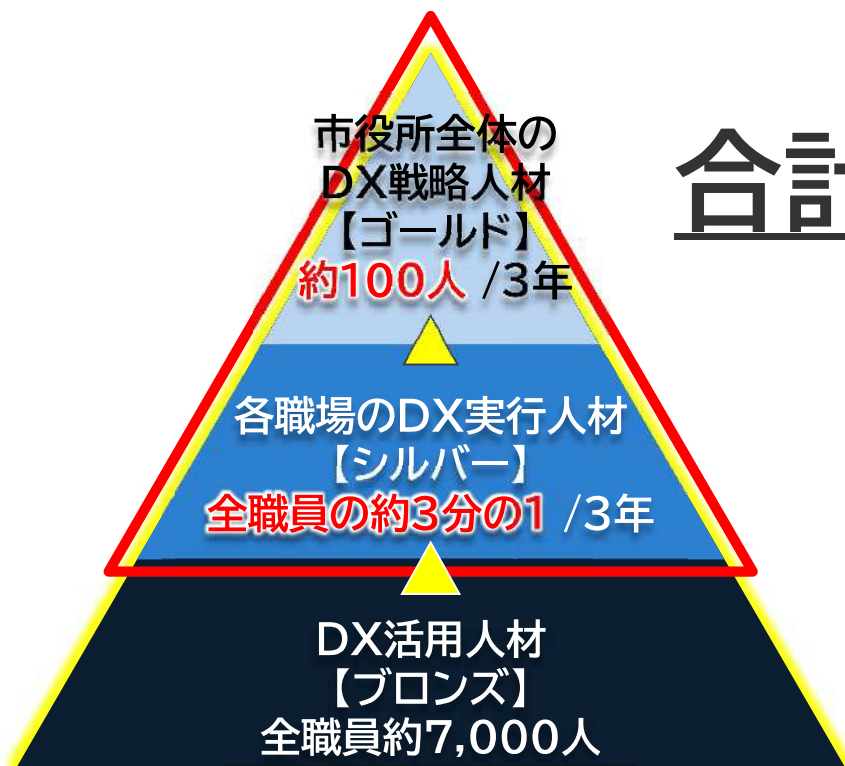 市役所全体の
DX戦略人材
【ゴールド】
約100人 /3年
合計
各職場のDX実行人材
【シルバー】
全職員の約3分の1 /3年
DX活用人材
【ブロンズ】
全職員約7,000人